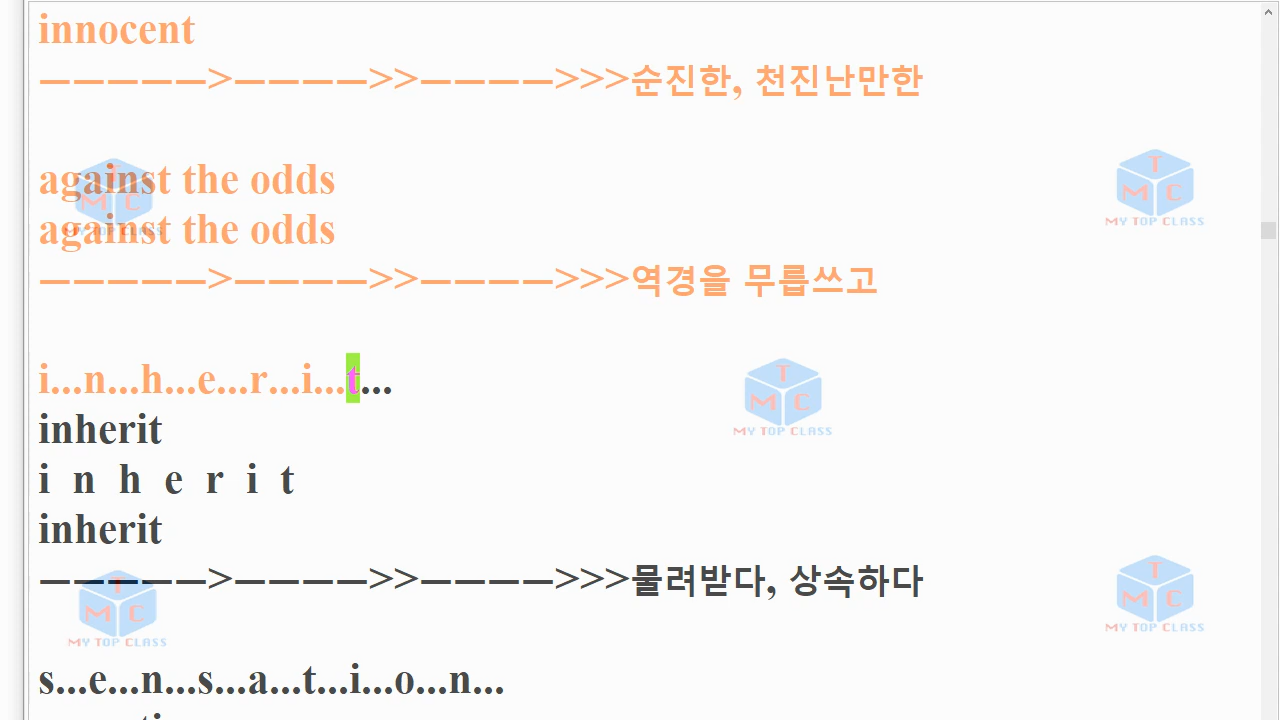 innocent
————–>————>>————>>>순진한, 천진난만한
against the odds
against the odds
————–>————>>————>>>역경을 무릅쓰고
i...n...h...e...r...i...t...
inherit
i n h e r i t
inherit
————–>————>>————>>>물려받다, 상속하다
s...e...n...s...a...t...i...o...n...
T
M C
MY TOP CLASS
T
M C
MY TOP CLASS
T
M C
MY TOP CLASS
T
M C
MY TOP CLASS
T
M C
MY TOP CLASS